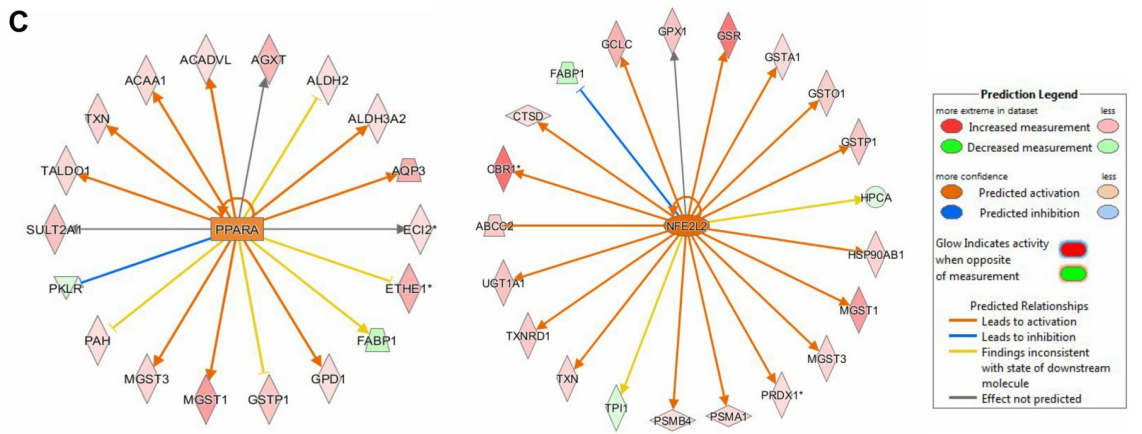 C
ACADVL
AGXT
ALDH2
ACAA1
ALDH3A2
TXN
AQP3
TALDO1
ECI2*
SULT2A1
PPARA
ETHE1*
PKLR
FABP1
PAH
GPD1
MGST3
GSTP1
MGST1
GPX1
GSR
GCLC
GSTA1
FABP1
GSTO1
CTSD
GSTP1
CBR1*
HPCA
ABCC2
NFE2L2
HSP90AB1
UGT1A1
MGST1
TXNRD1
MGST3
TXN
PRDX1*
TPI1
PSMB4
PSMA1
Prediction Legend
more extreme in dataset less
Increased measurement
Decreased measurement
more confidence less
Predicted activation
Predicted inhibition
Glow Indicates activity
when opposite
of measurement
Predicted Relationships
Leads to activation
Leads to inhibition
Findings inconsistent
with state of downstream
molecule
Effect not predicted